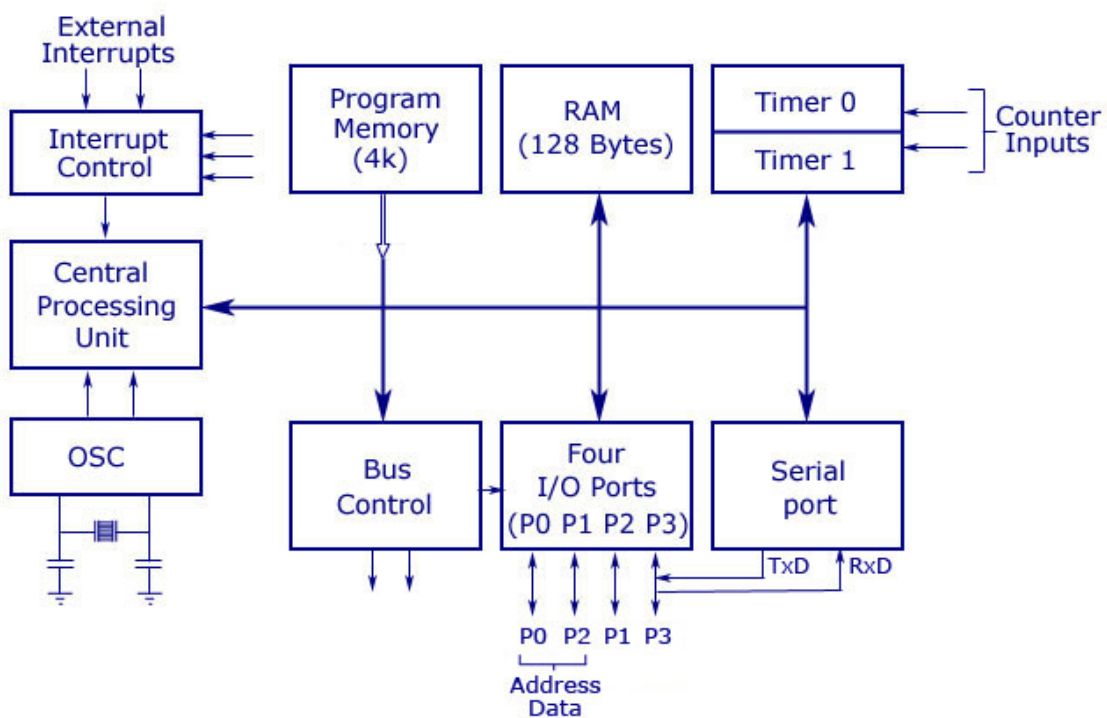 External
Interrupts
Interrupt
Control
Program
Memory
(4k)
RAM
(128 Bytes)
Timer 0
Timer 1
Counter
Inputs
Central
Processing
Unit
OSC
Bus
Control
Four
I/O Ports
(P0 P1 P2 P3)
Serial
port
TxD
RxD
P0 P2 P1 P3
Address
Data